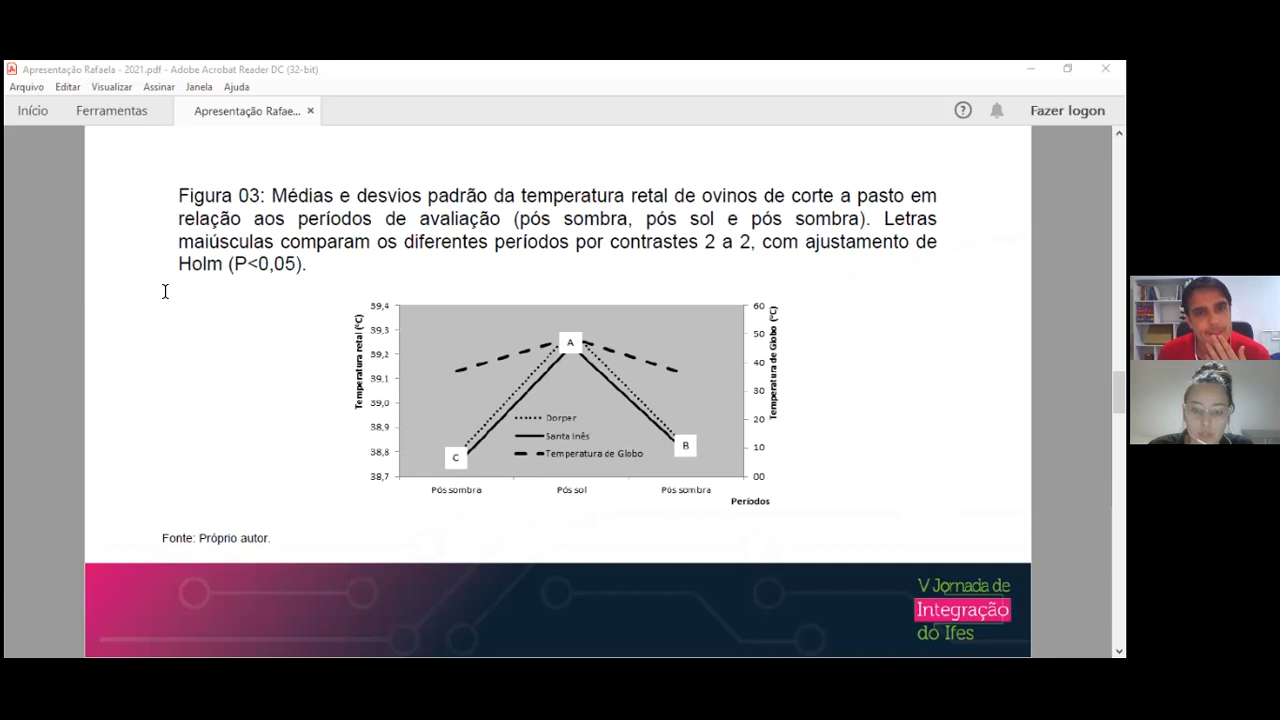 Apresentação Rafaela - 2021.pdf - Adobe Acrobat Reader DC (32-bit)
Arquivo Editar Visualizar Assinar Janela Ajuda
Início Ferramentas Apresentação Rafae... × ? Fazer logon
Figura 03: Médias e desvios padrão da temperatura retal de ovinos de corte a pasto em
relação aos períodos de avaliação (pós sombra, pós sol e pós sombra). Letras
maiúsculas comparam os diferentes períodos por contrastes 2 a 2, com ajustamento de
Holm (P<0,05).
Temperatura retal (°C)
39,4
39,3
39,2
39,1
39,0
38,9
38,8
38,7
A
C
B
Dorper
Santa Inês
Temperatura de Globo
60
50
40
30
20
10
00
Temperatura de Globo (°C)
Pós sombra Pós sol Pós sombra
Períodos
Fonte: Próprio autor.
V Jornada de
Integração
do Ifes